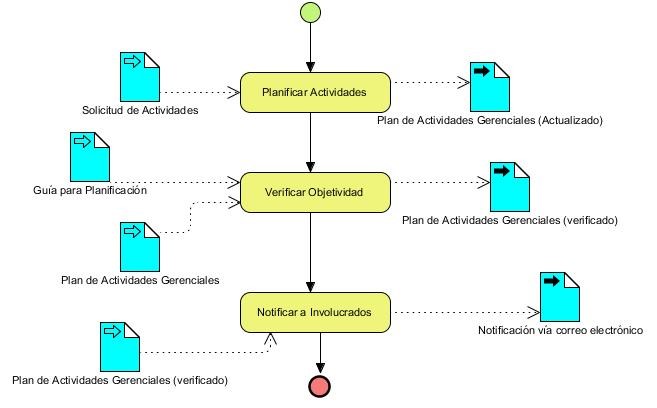 Planificar Actividades
Solicitud de Actividades
Plan de Actividades Gerenciales (Actualizado)
Guía para Planificación
Verificar Objetividad
Plan de Actividades Gerenciales (verificado)
Plan de Actividades Gerenciales
Notificar a Involucrados
Notificación vía correo electrónico
Plan de Actividades Gerenciales (verificado)